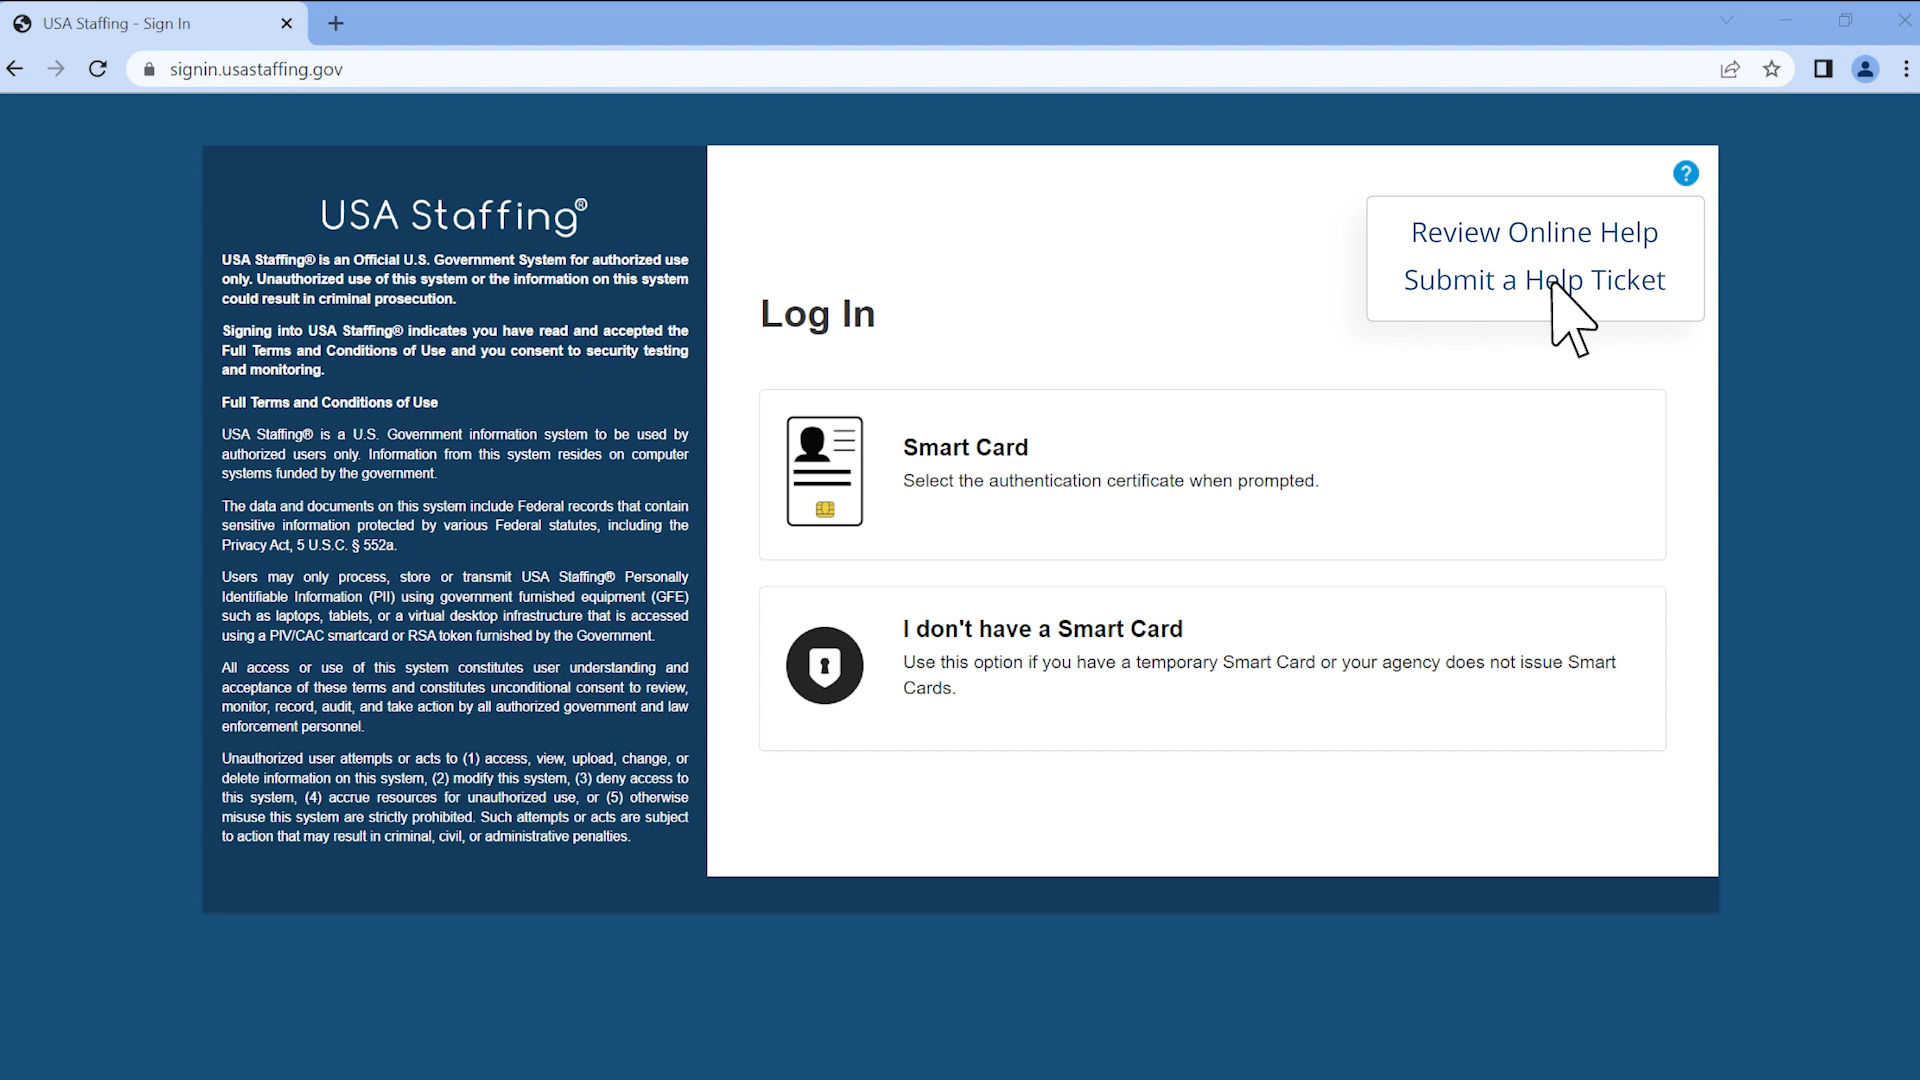 USA Staffing - Sign In
signin.usastaffing.gov
USA Staffing®
USA Staffing® is an Official U.S. Government System for authorized use
only. Unauthorized use of this system or the information on this system
could result in criminal prosecution.
Signing into USA Staffing® indicates you have read and accepted the
Full Terms and Conditions of Use and you consent to security testing
and monitoring.
Full Terms and Conditions of Use
USA Staffing® is a U.S. Government information system to be used by
authorized users only. Information from this system resides on computer
systems funded by the government.
The data and documents on this system include Federal records that contain
sensitive information protected by various Federal statutes, including the
Privacy Act, 5 U.S.C. § 552a.
Users may only process, store or transmit USA Staffing® Personally
Identifiable Information (PII) using government furnished equipment (GFE)
such as laptops, tablets, or a virtual desktop infrastructure that is accessed
using a PIV/CAC smartcard or RSA token furnished by the Government.
All access or use of this system constitutes user understanding and
acceptance of these terms and constitutes unconditional consent to review,
monitor, record, audit, and take action by all authorized government and law
enforcement personnel.
Unauthorized user attempts or acts to (1) access, view, upload, change, or
delete information on this system, (2) modify this system, (3) deny access to
this system, (4) accrue resources for unauthorized use, or (5) otherwise
misuse this system are strictly prohibited. Such attempts or acts are subject
to action that may result in criminal, civil, or administrative penalties.
?
Review Online Help
Submit a Help Ticket
Log In
Smart Card
Select the authentication certificate when prompted.
I don't have a Smart Card
Use this option if you have a temporary Smart Card or your agency does not issue Smart
Cards.